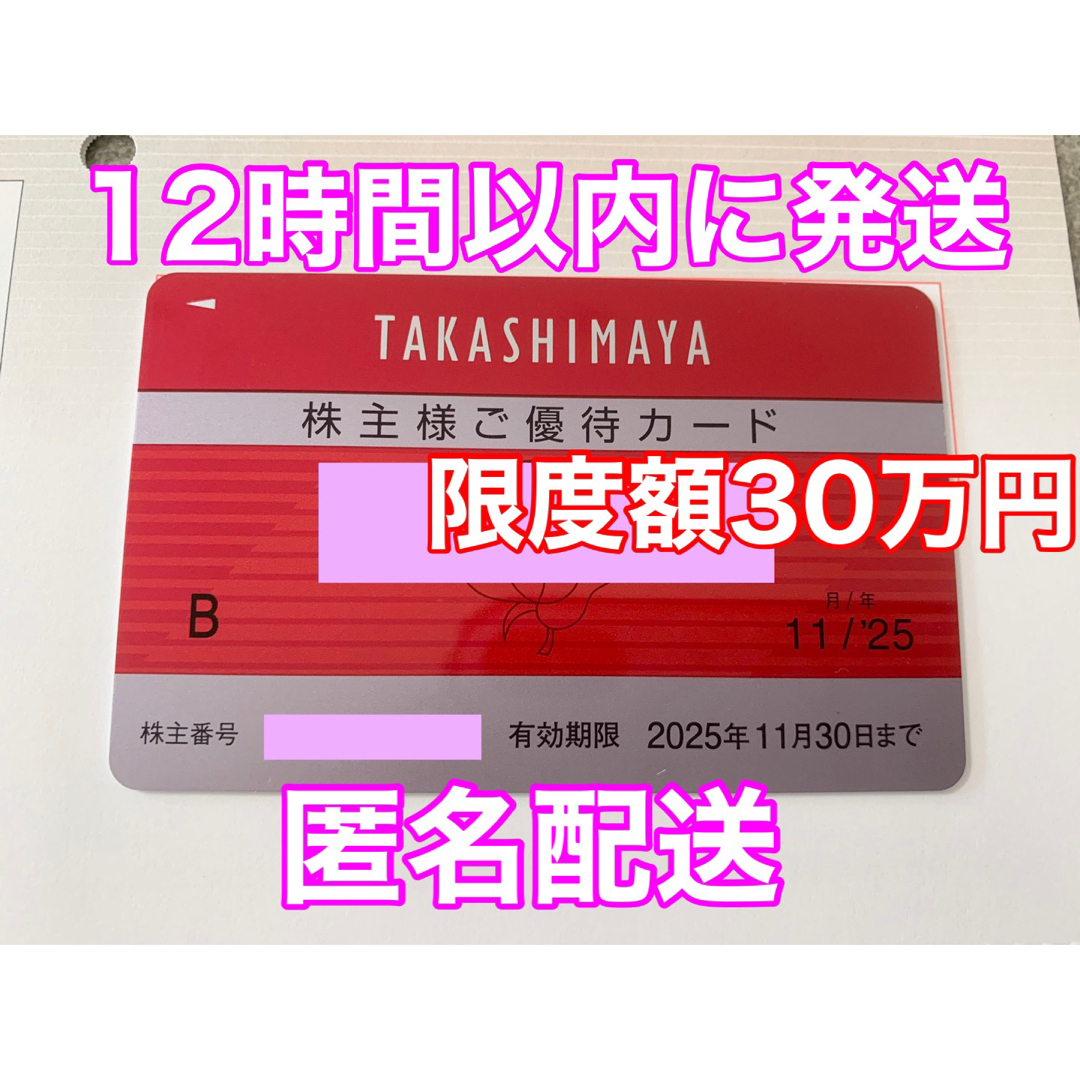 12時間以内に発送
TAKASHIMAYA
株主様ご優待カード
限度額30万円
B
月/年
11/'25
株主番号 有効期限 2025年11月30日まで
匿名配送